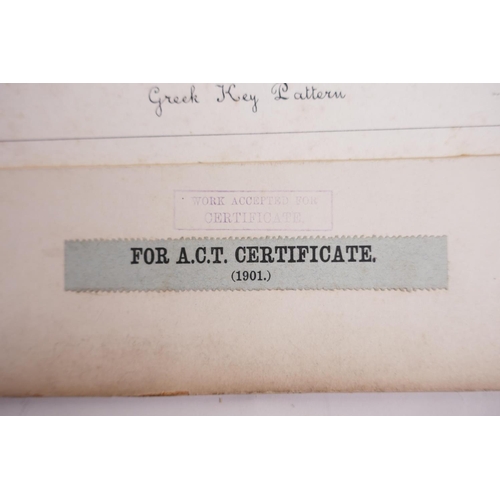 Greek Key Pattern
WORK ACCEPTED FOR
CERTIFICATE.
FOR A.C.T. CERTIFICATE.
(1901.)